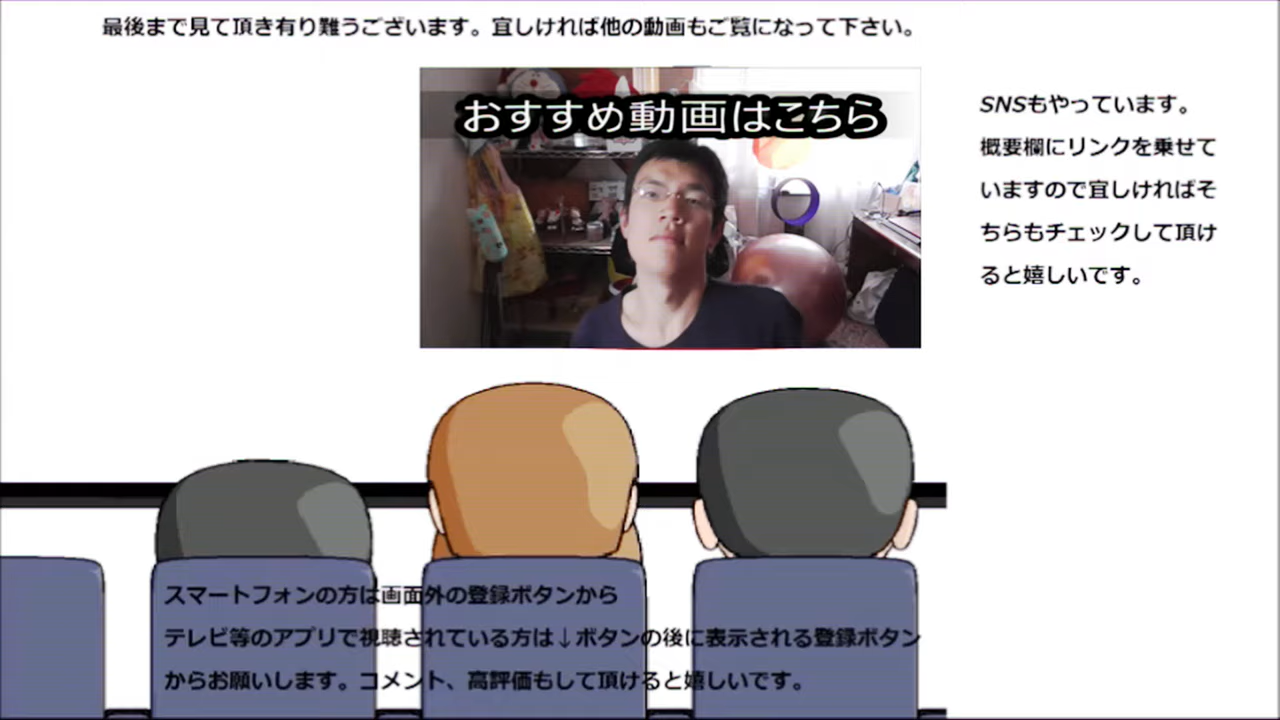 最後まで見て頂き有り難うございます。宜しければ他の動画もご覧になって下さい。
おすすめ動画はこちら
SNSもやっています。
概要欄にリンクを乗せて
いますので宜しければそ
ちらもチェックして頂け
ると嬉しいです。
スマートフォンの方は画面外の登録ボタンから
テレビ等のアプリで視聴されている方は↓ボタンの後に表示される登録ボタン
からお願いします。コメント、高評価もして頂けると嬉しいです。